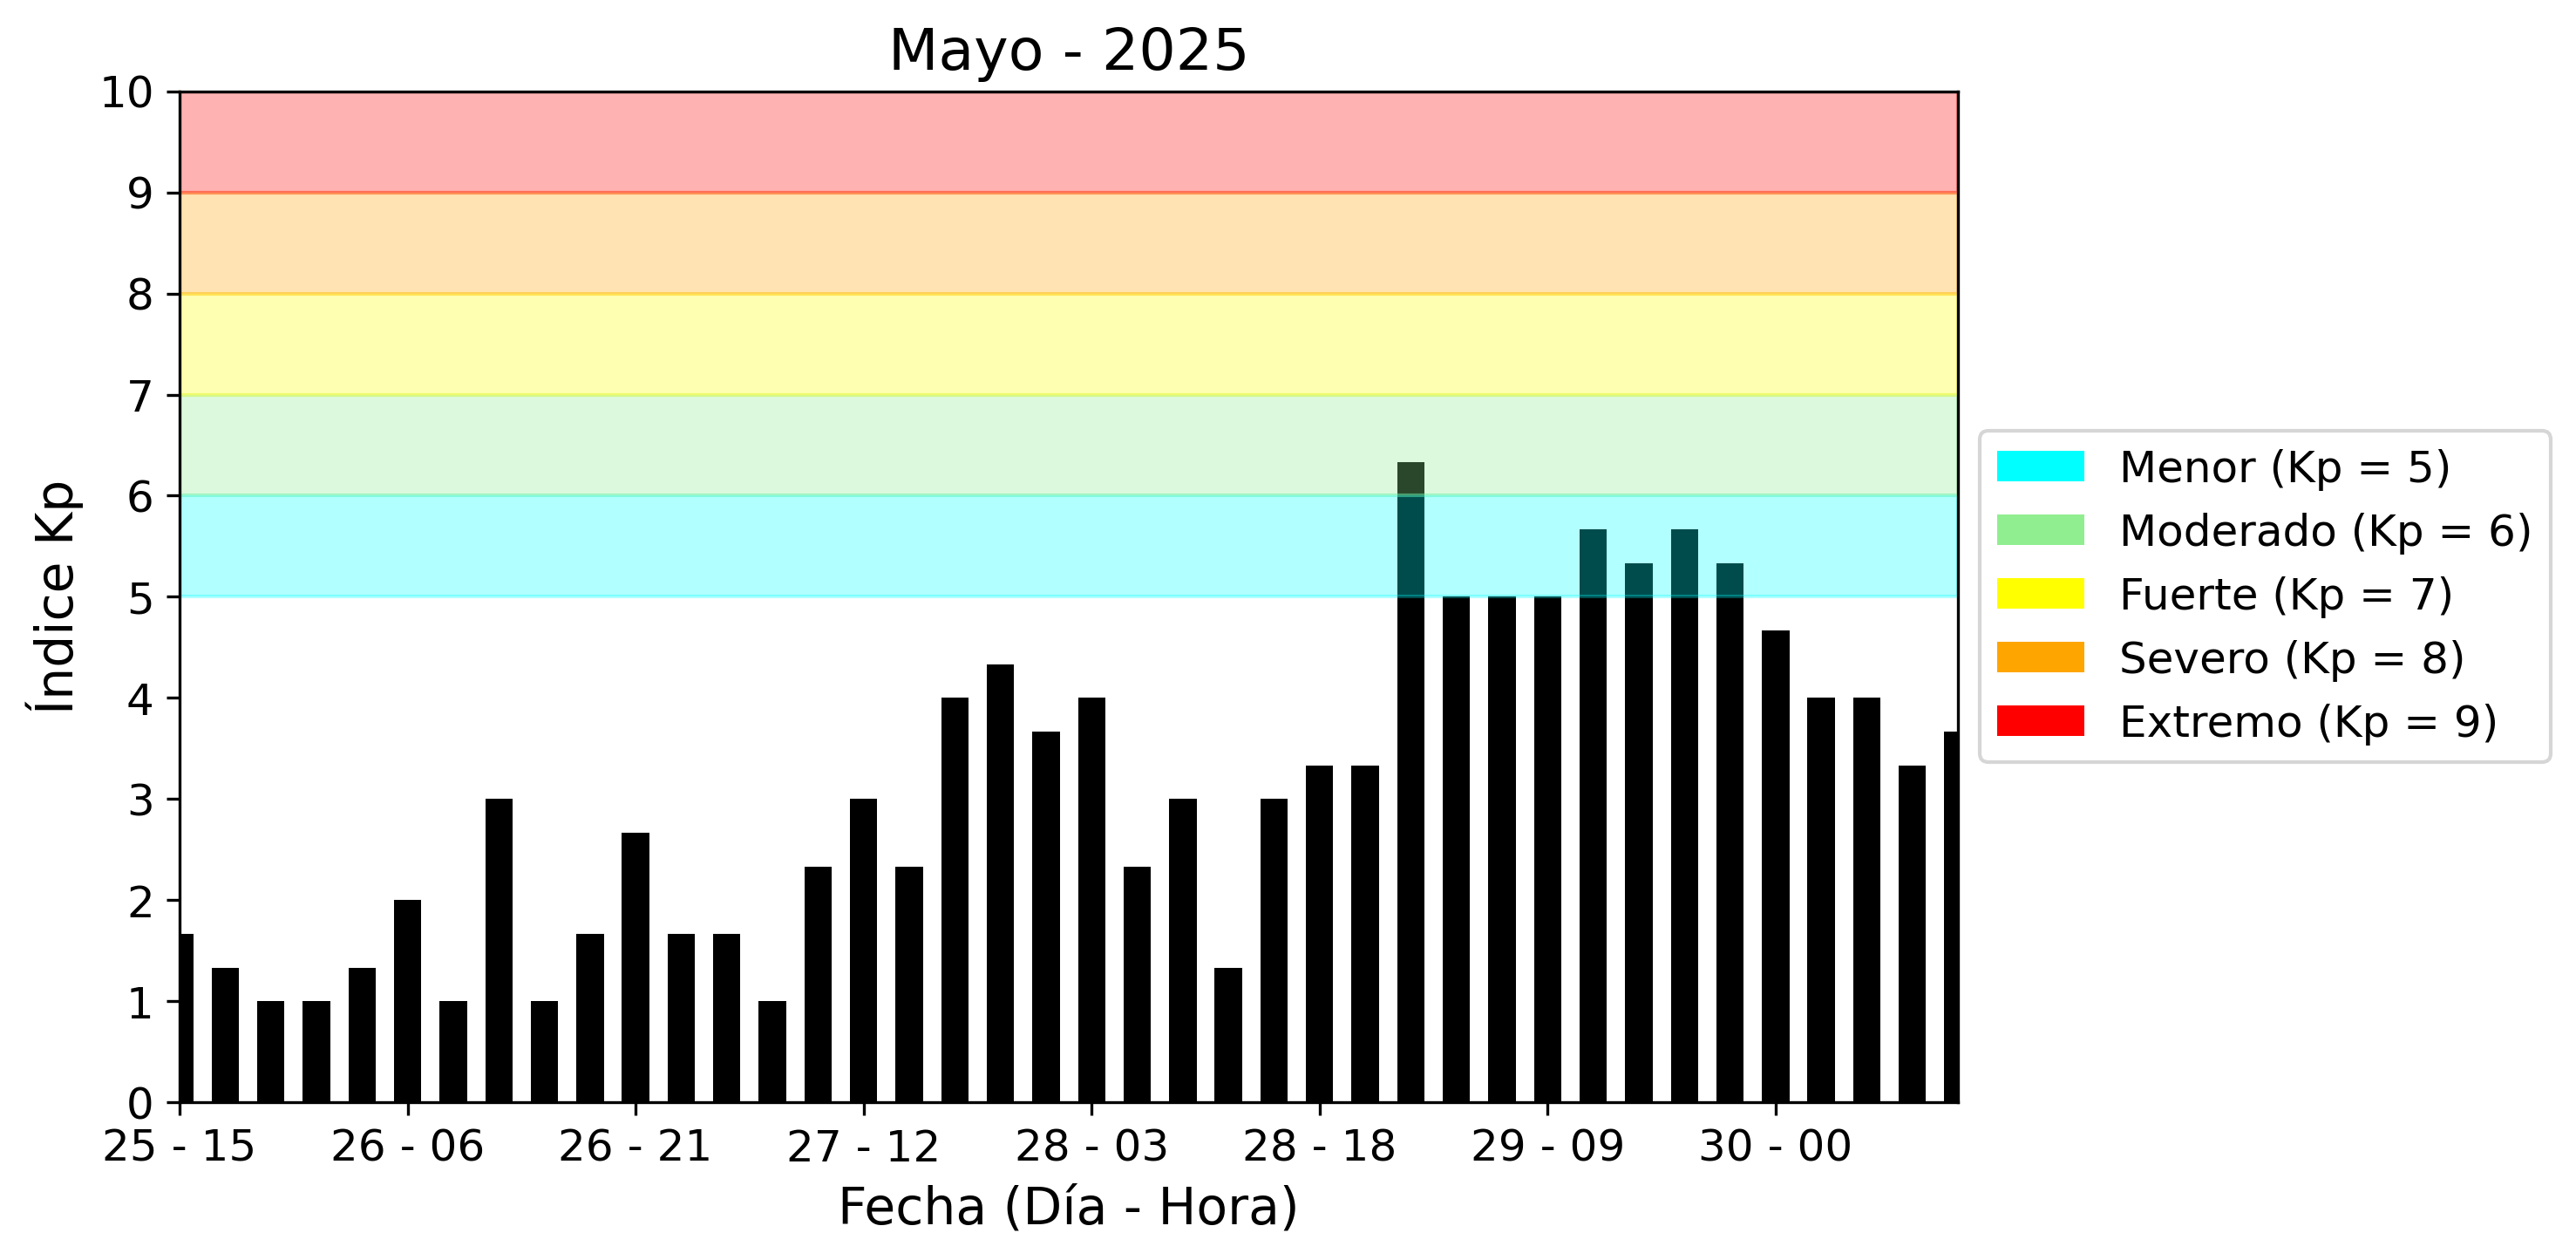 Mayo - 2025
10
9
8
7
6
5
4
3
2
1
0
Índice Kp
25 - 15
26 - 06
26 - 21
27 - 12
28 - 03
28 - 18
29 - 09
30 - 00
Fecha (Día - Hora)
Menor (Kp = 5)
Moderado (Kp = 6)
Fuerte (Kp = 7)
Severo (Kp = 8)
Extremo (Kp = 9)